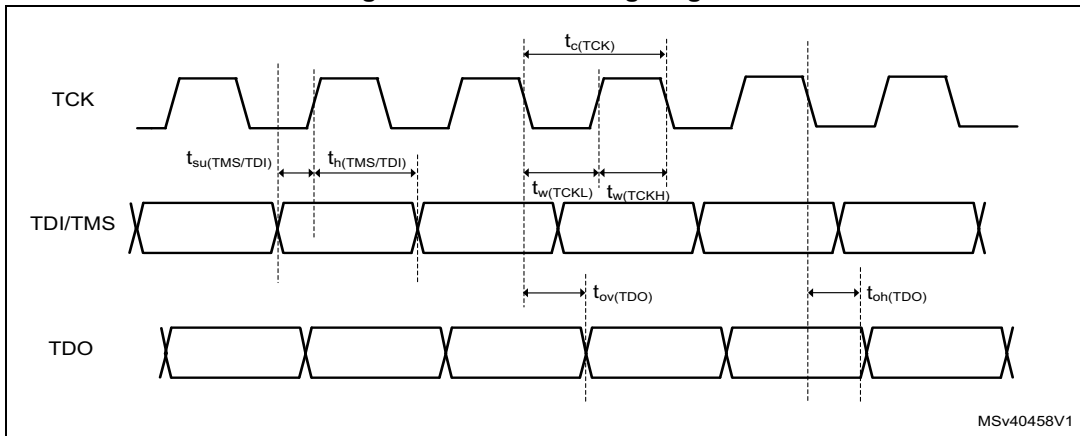 tc(TCK)
TCK
tsu(TMS/TDI)
th(TMS/TDI)
tw(TCKL)
tw(TCKH)
TDI/TMS
tov(TDO)
toh(TDO)
TDO
MSv40458V1